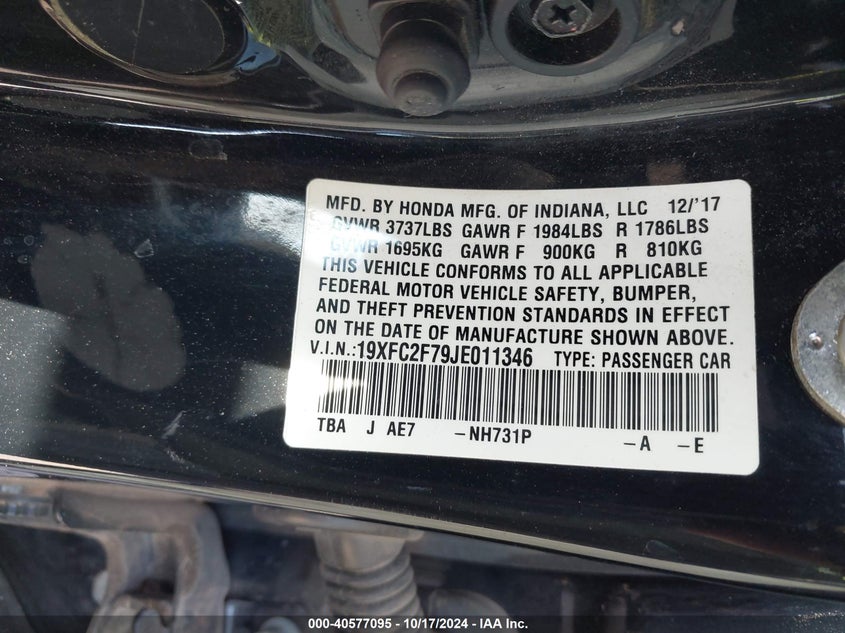 MFD. BY HONDA MFG. OF INDIANA, LLC 12/'17
GVWR 3737LBS GAWR F 1984LBS R 1786LBS
GVWR 1695KG GAWR F 900KG R 810KG
THIS VEHICLE CONFORMS TO ALL APPLICABLE
FEDERAL MOTOR VEHICLE SAFETY, BUMPER,
AND THEFT PREVENTION STANDARDS IN EFFECT
ON THE DATE OF MANUFACTURE SHOWN ABOVE.
V.I.N.:19XFC2F79JE011346 TYPE: PASSENGER CAR
TBA J AE7 -NH731P -A -E
000-40577095 - 10/17/2024 - IAA Inc.